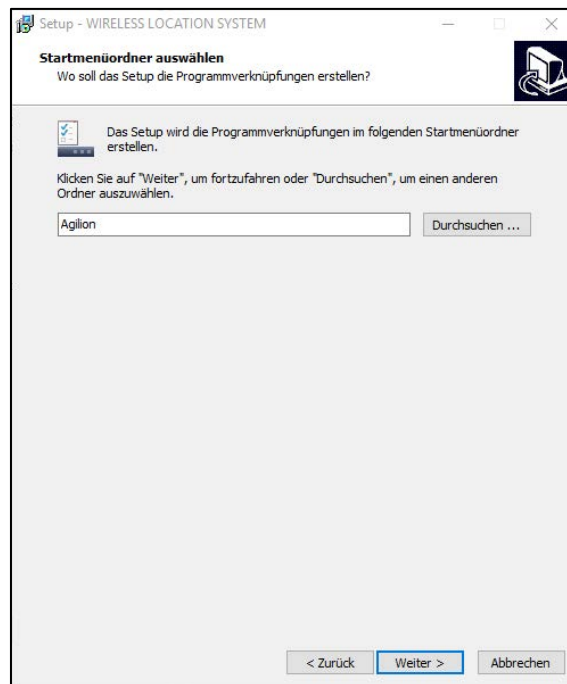 Setup - WIRELESS LOCATION SYSTEM
Startmenüordner auswählen
Wo soll das Setup die Programmverknüpfungen erstellen?
Das Setup wird die Programmverknüpfungen im folgenden Startmenüordner
erstellen.
Klicken Sie auf "Weiter", um fortzufahren oder "Durchsuchen", um einen anderen
Ordner auszuwählen.
Agilion
Durchsuchen ...
< Zurück
Weiter >
Abbrechen